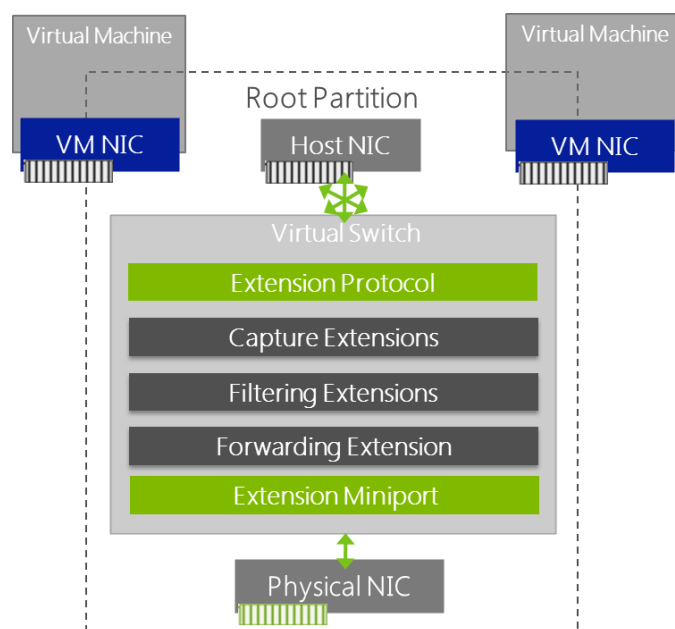 Virtual Machine
Virtual Machine
Root Partition
VM NIC
Host NIC
VM NIC
Virtual Switch
Extension Protocol
Capture Extensions
Filtering Extensions
Forwarding Extension
Extension Miniport
Physical NIC